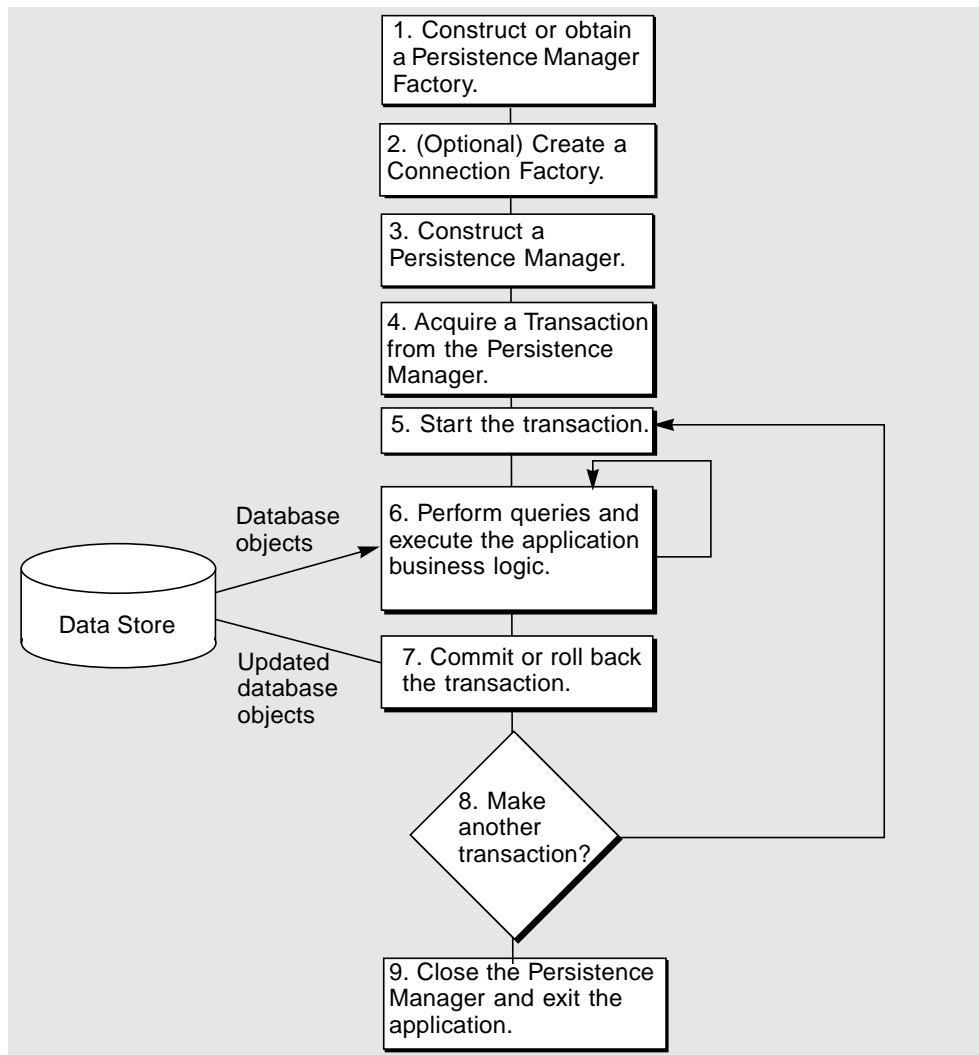 1. Construct or obtain
a Persistence Manager
Factory.
2. (Optional) Create a
Connection Factory.
3. Construct a
Persistence Manager.
4. Acquire a Transaction
from the Persistence
Manager.
5. Start the transaction.
Database
objects
6. Perform queries and
execute the application
business logic.
Data Store
Updated
database
objects
7. Commit or roll back
the transaction.
8. Make
another
transaction?
9. Close the Persistence
Manager and exit the
application.